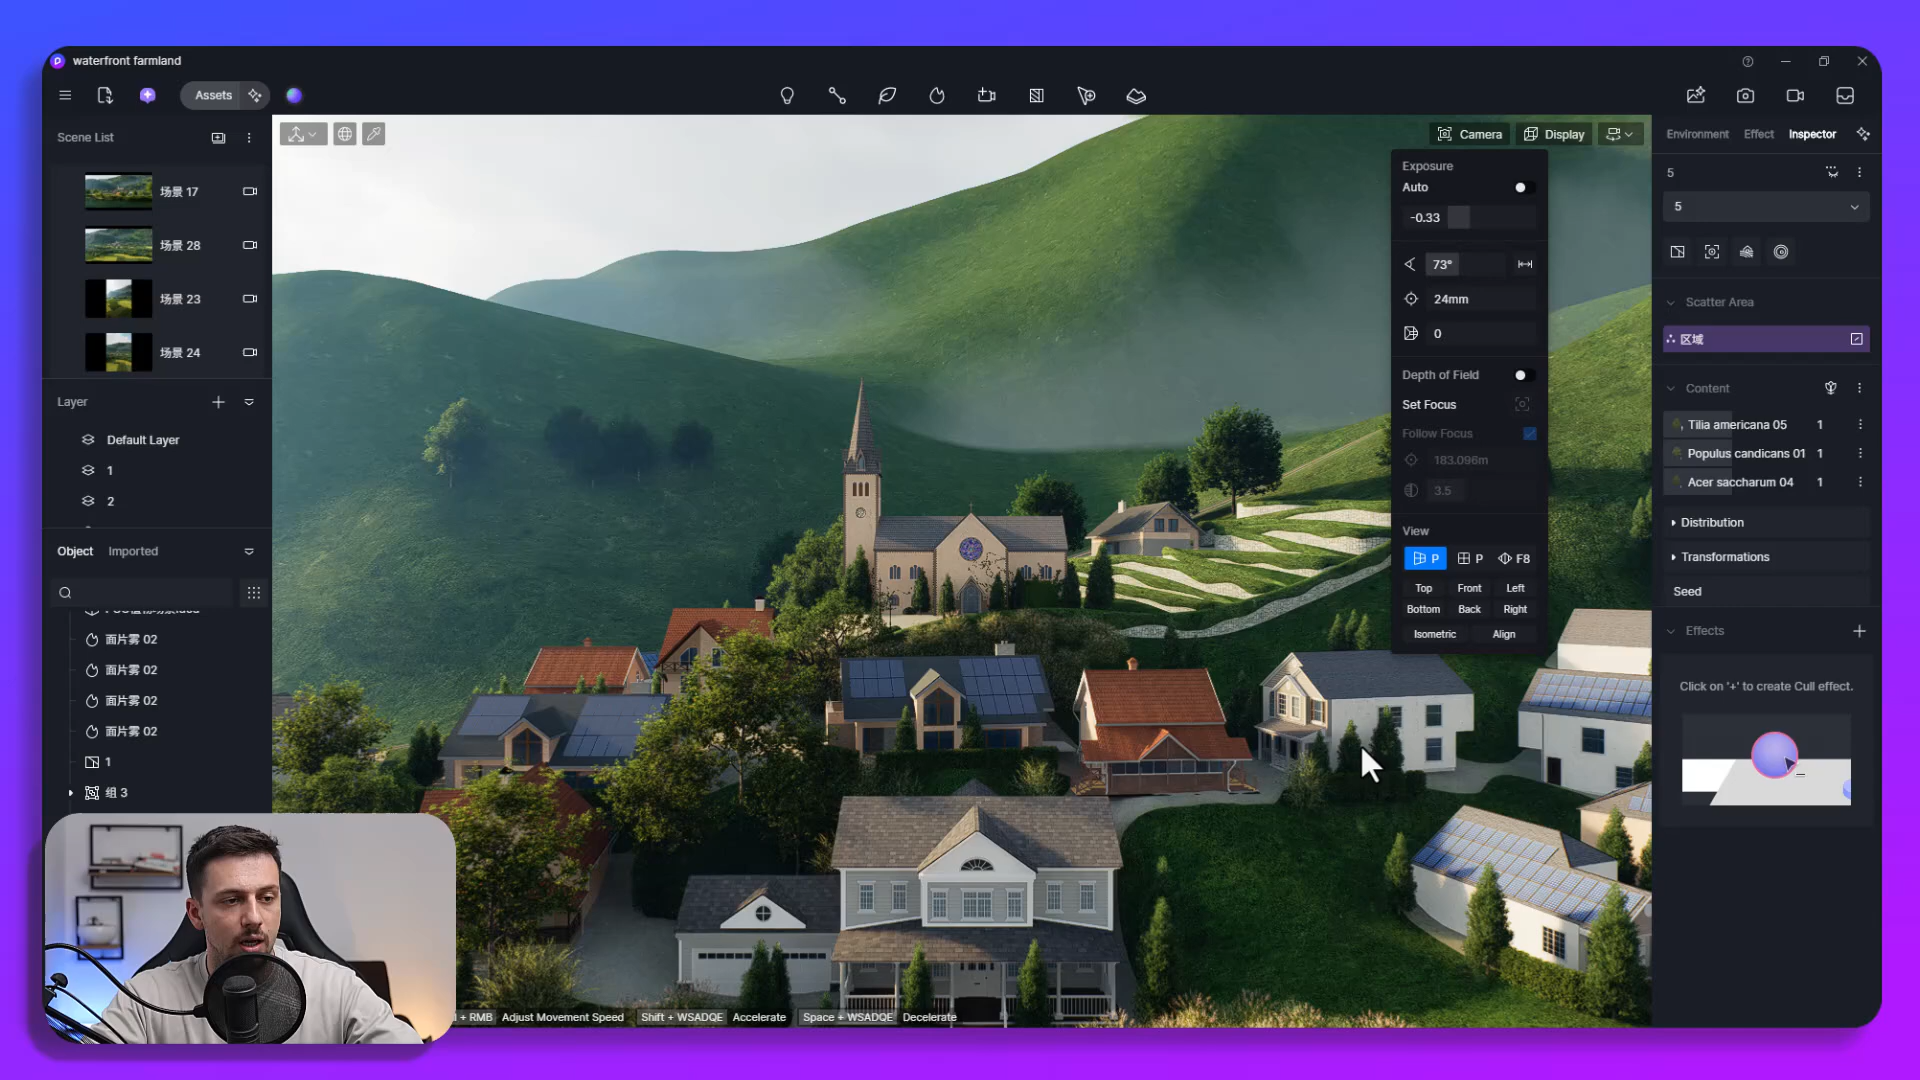 waterfront farmland
Assets
Scene List
场景 17
场景 28
场景 23
场景 24
Layer
Default Layer
1
2
Object Imported
面片雾 02
面片雾 02
面片雾 02
面片雾 02
1
组 3
Camera Display
Exposure
Auto
-0.33
73°
24mm
0
Depth of Field
Set Focus
Follow Focus
183.096m
3.5
View
P P F8
Top Front Left
Bottom Back Right
Isometric Align
+ RMB Adjust Movement Speed Shift + WSADQE Accelerate Space + WSADQE Decelerate
Environment Effect Inspector
5
5
Scatter Area
区域
Content
Tilia americana 05 1
Populus candicans 01 1
Acer saccharum 04 1
Distribution
Transformations
Seed
Effects
Click on '+' to create Cull effect.